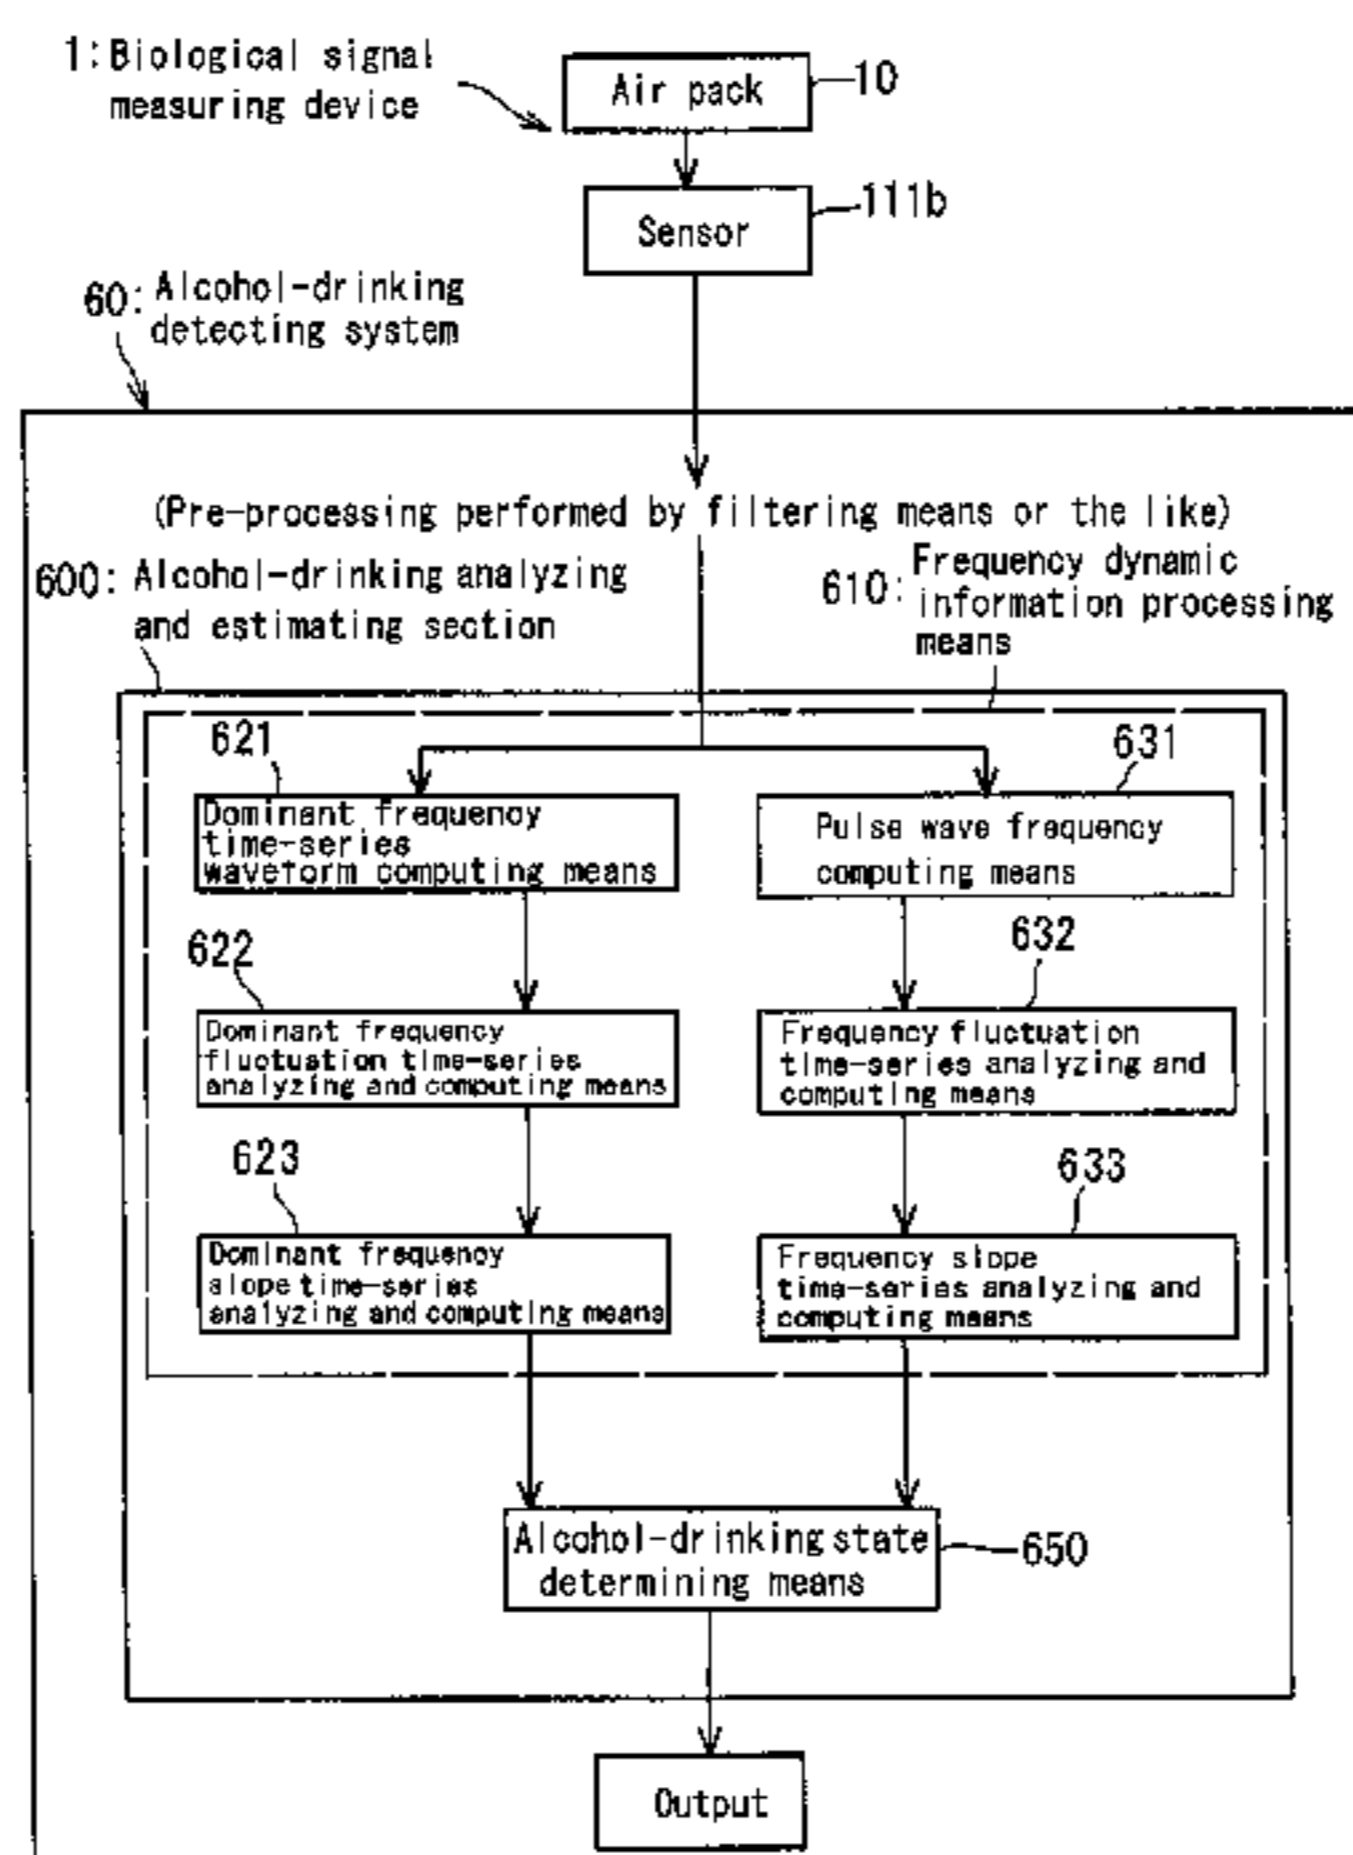 1:Biological signal
measuring device
Air pack
10
Sensor
111b
60:Alcohol-drinking
detecting system
(Pre-processing performed by filtering means or the like)
600:Alcohol-drinking analyzing
and estimating section
610:Frequency dynamic
information processing
means
621
Dominant frequency
time-series
waveform computing means
631
Pulse wave frequency
computing means
622
Dominant frequency
fluctuation time-series
analyzing and computing means
632
Frequency fluctuation
time-series analyzing and
computing means
623
Dominant frequency
slope time-series
analyzing and computing means
633
Frequency slope
time-series analyzing and
computing means
Alcohol-drinking state
determining means
650
Output